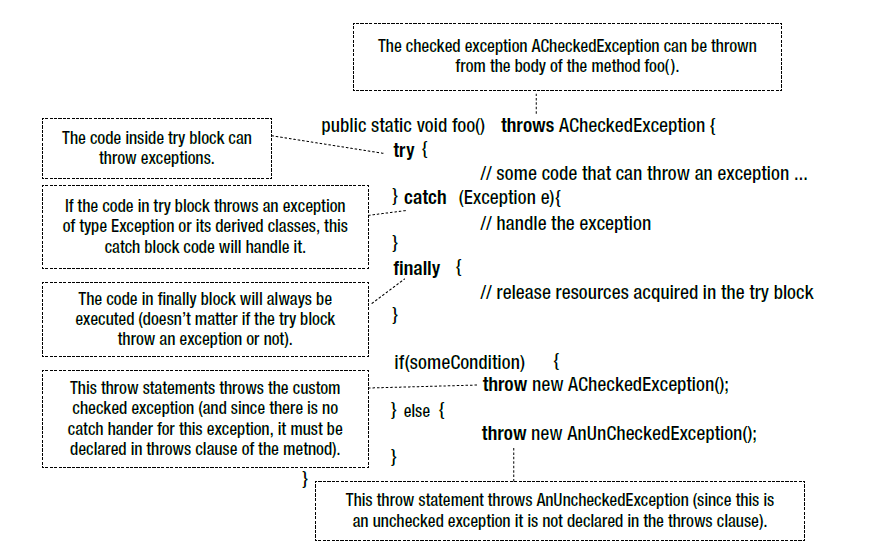 The checked exception ACheckedException can be thrown
from the body of the method foo().
public static void foo() throws ACheckedException {
The code inside try block can
throw exceptions.
try {
// some code that can throw an exception ...
If the code in try block throws an exception
of type Exception or its derived classes, this
catch block code will handle it.
} catch (Exception e){
// handle the exception
}
finally {
The code in finally block will always be
executed (doesn't matter if the try block
throw an exception or not).
// release resources acquired in the try block
}
if(someCondition) {
This throw statements throws the custom
checked exception (and since there is no
catch hander for this exception, it must be
declared in throws clause of the metnod).
throw new ACheckedException();
} else {
throw new AnUnCheckedException();
}
}
This throw statement throws AnUncheckedException (since this is
an unchecked exception it is not declared in the throws clause).